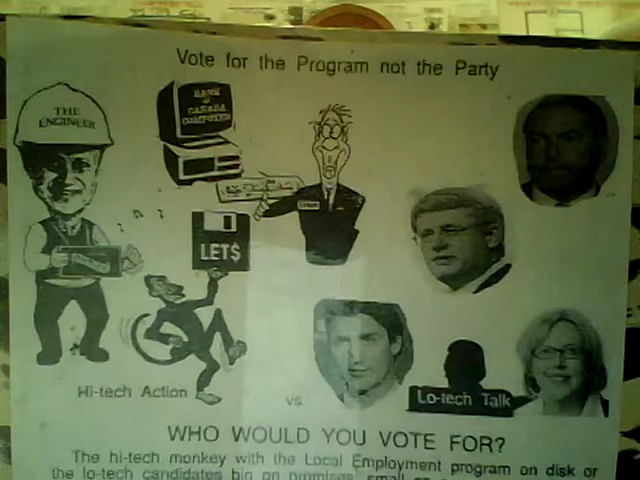 Vote for the Program not the Party
THE
ENGINEER
BANK
of
CANADA
COMPUTER
LET$
Hi-tech Action
vs
Lo-tech Talk
WHO WOULD YOU VOTE FOR?
The hi-tech monkey with the Local Employment program on disk or
the lo-tech candidates big on promises, small on